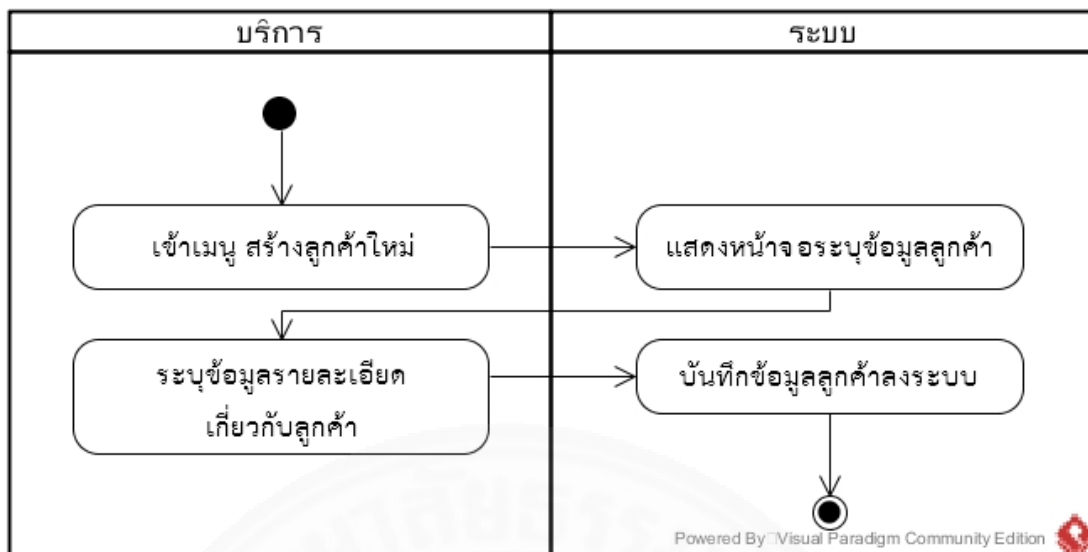 บริการ
ระบบ
เข้าเมนู สร้างลูกค้าใหม่
แสดงหน้าจอระบุข้อมูลลูกค้า
ระบุข้อมูลรายละเอียด
เกี่ยวกับลูกค้า
บันทึกข้อมูลลูกค้าลงระบบ
Powered By Visual Paradigm Community Edition